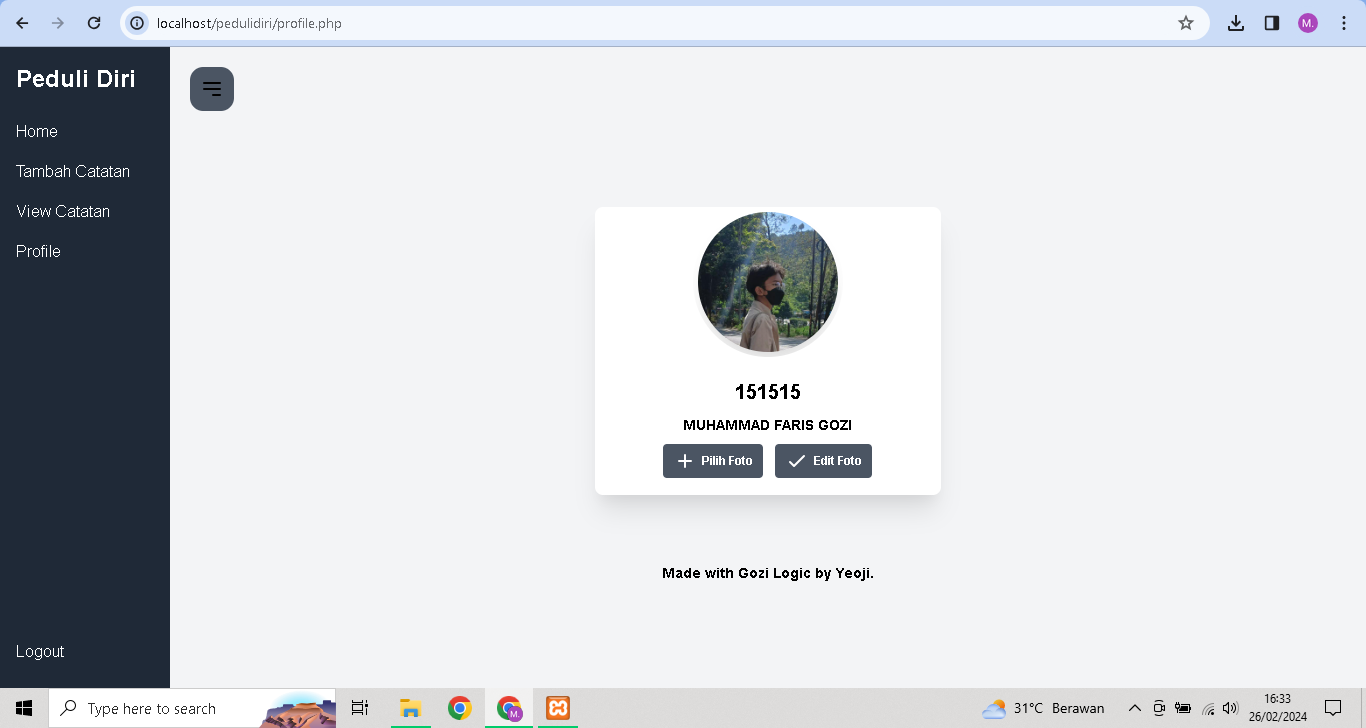 localhost/pedulidiri/profile.php
M.
Peduli Diri
Home
Tambah Catatan
View Catatan
Profile
151515
MUHAMMAD FARIS GOZI
Pilih Foto
Edit Foto
Made with Gozi Logic by Yeoji.
Logout
Type here to search
M
31°C Berawan
16:33
26/02/2024